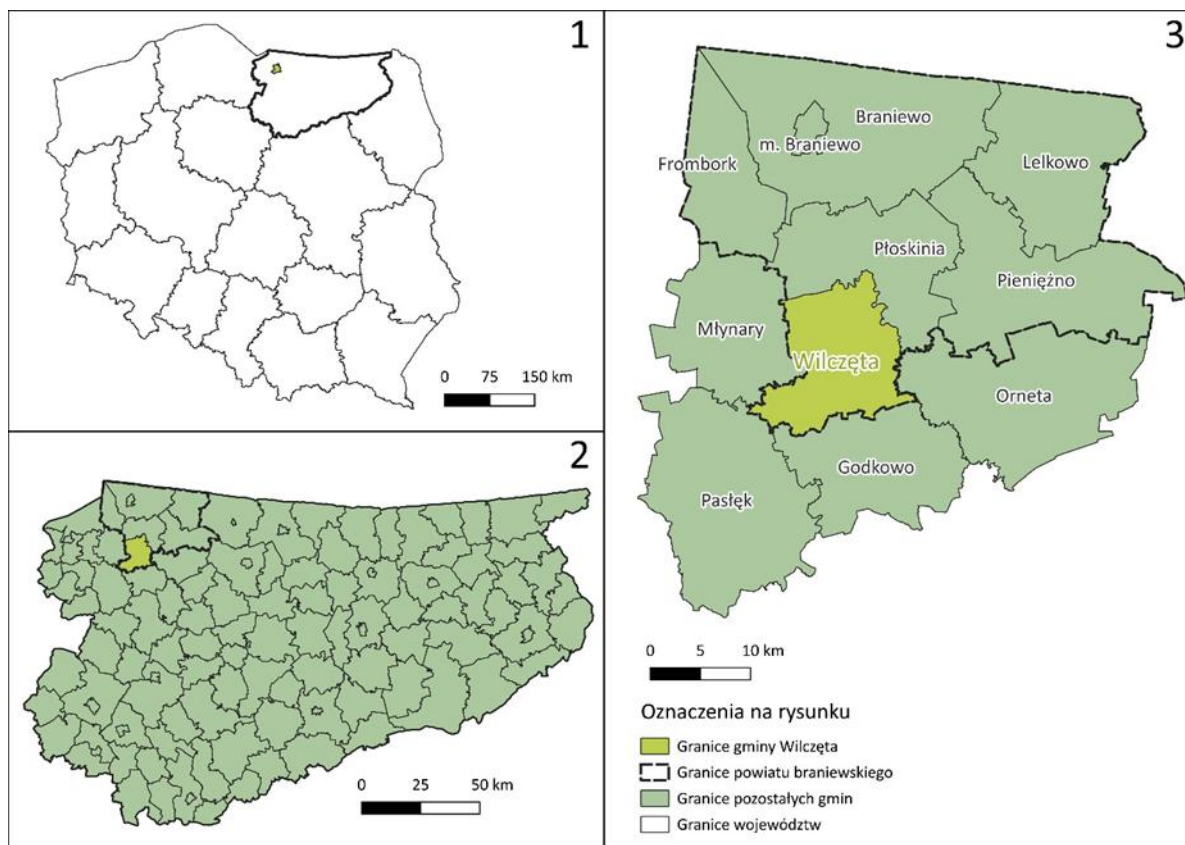 1
0 75 150 km
2
0 25 50 km
3
Braniewo
m. Braniewo
Frombork
Lelkowo
Płoskinia
Pieniężno
Młynary
Wilczęta
Orneta
Godkowo
Pasłęk
0 5 10 km
Oznaczenia na rysunku
Granice gminy Wilczęta
Granice powiatu braniewskiego
Granice pozostałych gmin
Granice województw